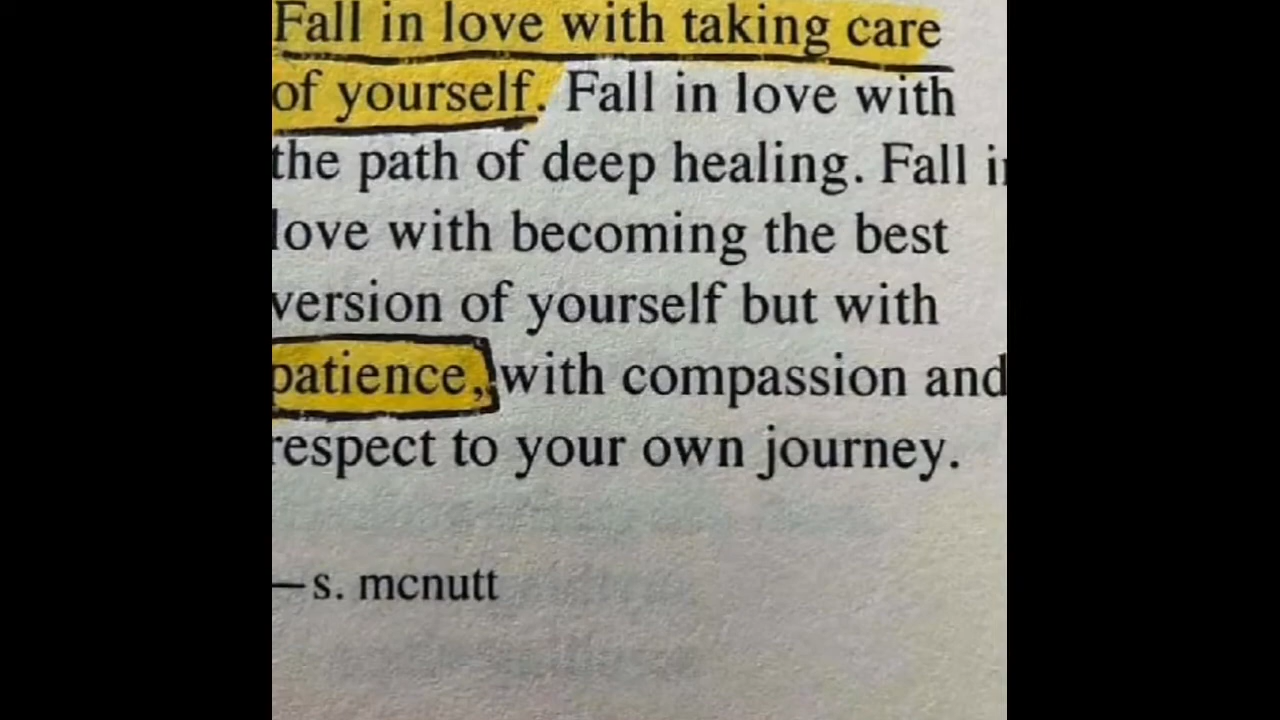 Fall in love with taking care
of yourself. Fall in love with
the path of deep healing. Fall in
love with becoming the best
version of yourself but with
patience, with compassion and
respect to your own journey.
—s. mcnutt